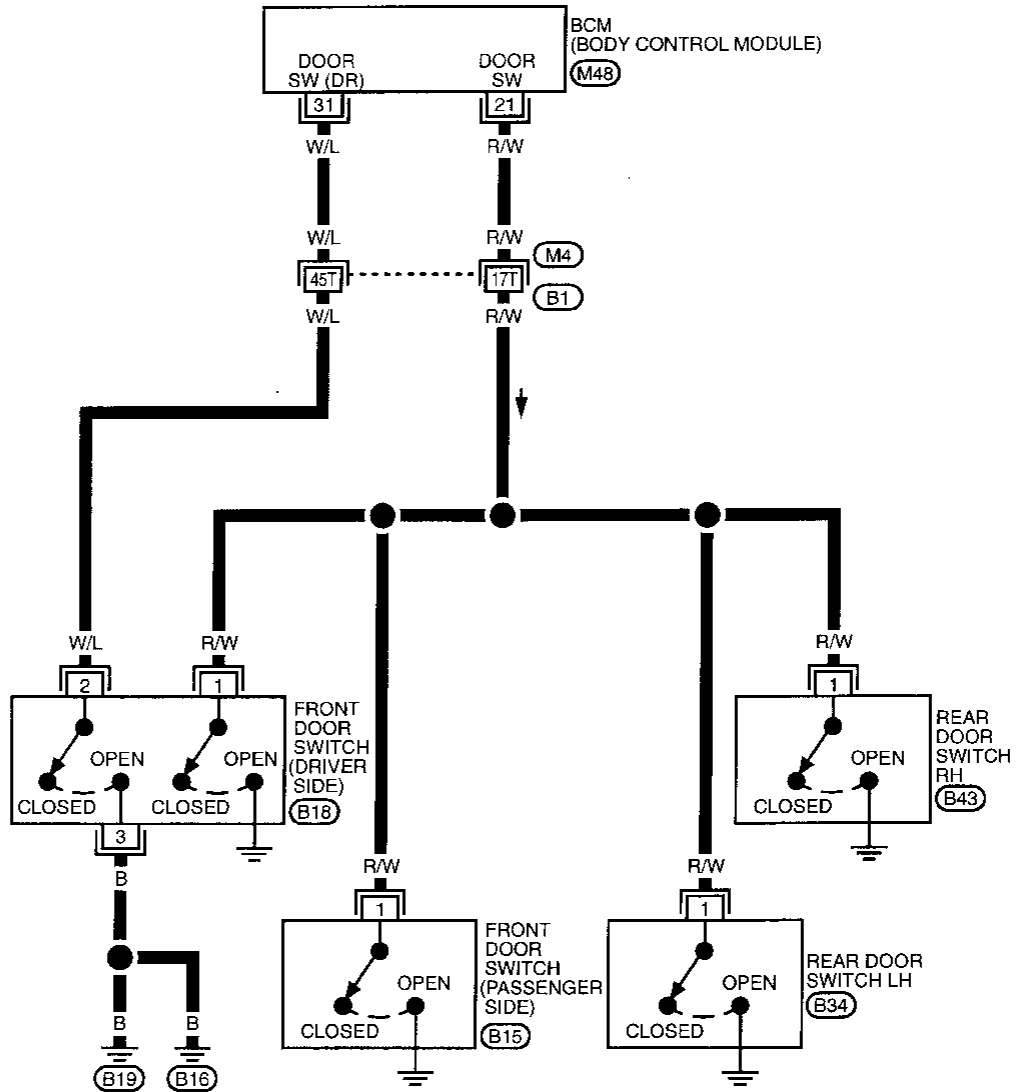 BCM
(BODY CONTROL MODULE)
M48
DOOR
SW (DR)
DOOR
SW
31
21
W/L
R/W
W/L
R/W
M4
45T
17T
B1
W/L
R/W
W/L
R/W
R/W
2
1
1
FRONT
DOOR
SWITCH
(DRIVER
SIDE)
B18
OPEN
OPEN
CLOSED
CLOSED
3
REAR
DOOR
SWITCH
RH
B43
OPEN
CLOSED
B
R/W
R/W
1
1
FRONT
DOOR
SWITCH
(PASSENGER
SIDE)
B15
OPEN
CLOSED
REAR DOOR
SWITCH LH
B34
OPEN
CLOSED
B
B
B19
B16